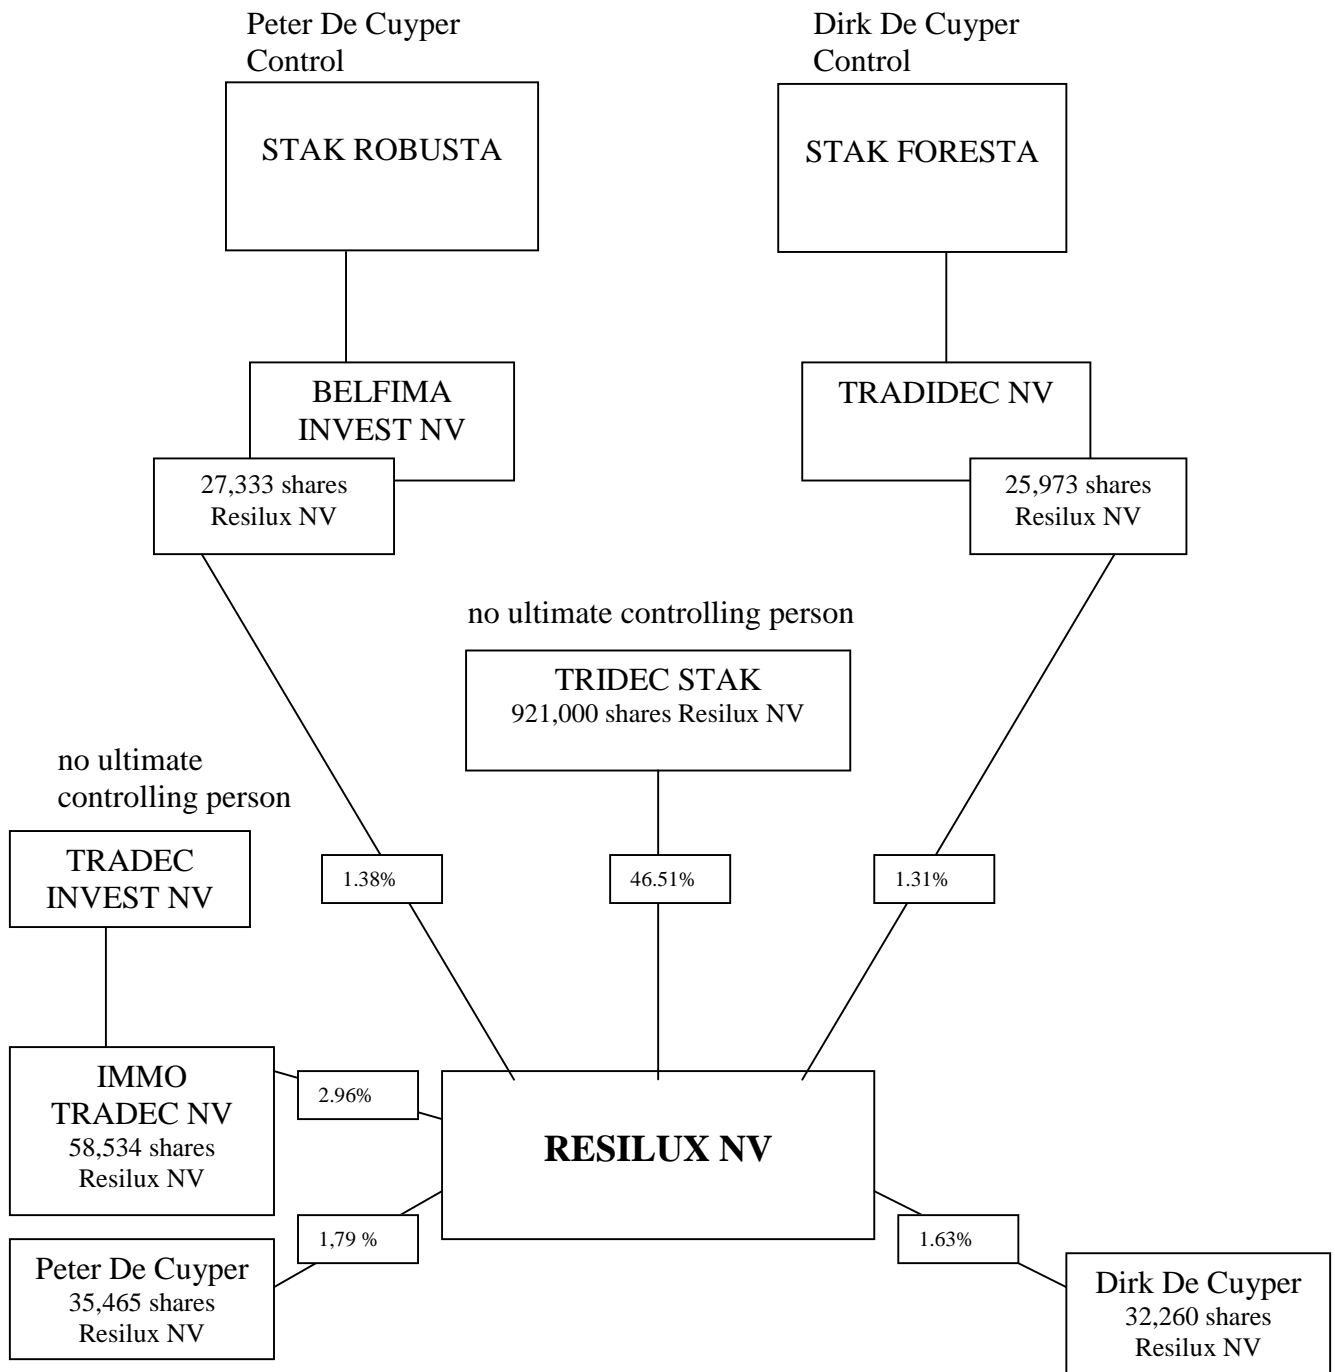 Peter De Cuyper
Control
Dirk De Cuyper
Control
STAK ROBUSTA
STAK FORESTA
BELFIMA
INVEST NV
TRADIDEC NV
27,333 shares
Resilux NV
25,973 shares
Resilux NV
no ultimate controlling person
TRIDEC STAK
921,000 shares Resilux NV
no ultimate
controlling person
TRADEC
INVEST NV
1.38%
46.51%
1.31%
IMMO
TRADEC NV
58,534 shares
Resilux NV
2.96%
RESILUX NV
1,79 %
1.63%
Peter De Cuyper
35,465 shares
Resilux NV
Dirk De Cuyper
32,260 shares
Resilux NV